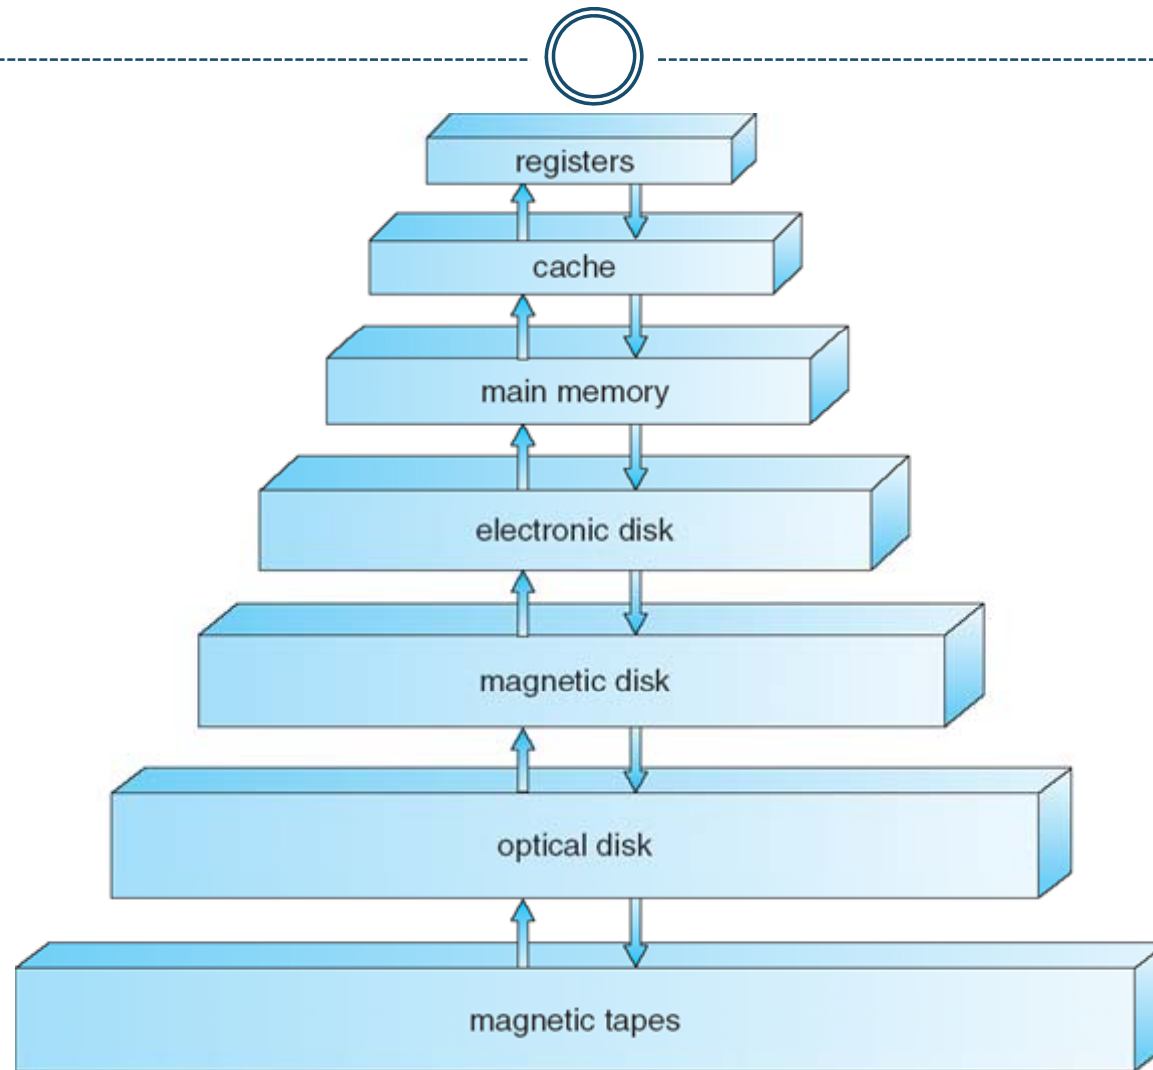 registers
cache
main memory
electronic disk
magnetic disk
optical disk
magnetic tapes